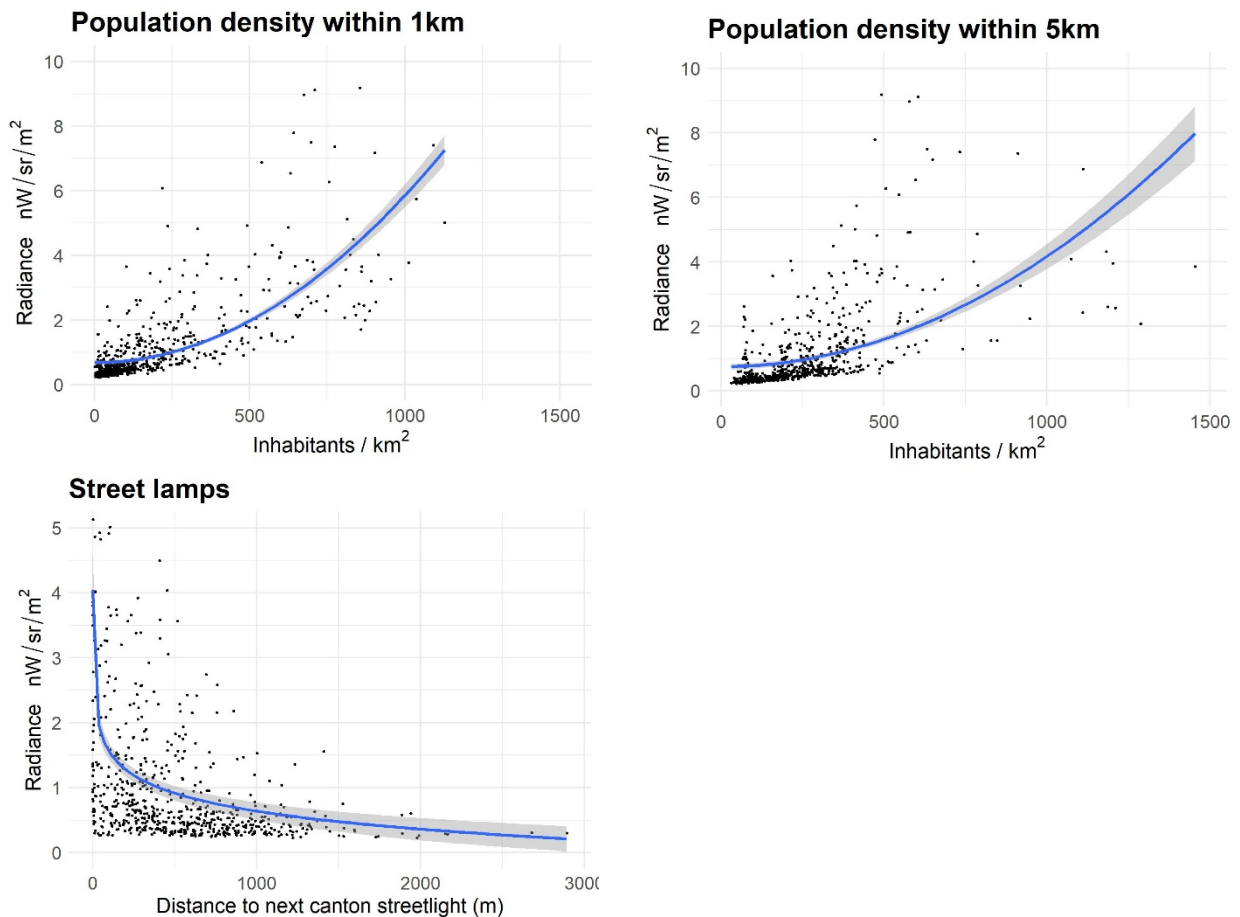 Population density within 1km
10
8
6
4
2
0
Radiance nW/sr/m²
0 500 1000 1500
Inhabitants / km²
Population density within 5km
10
8
6
4
2
0
Radiance nW/sr/m²
0 500 1000 1500
Inhabitants / km²
Street lamps
5
4
3
2
1
0
Radiance nW/sr/m²
0 1000 2000 3000
Distance to next canton streetlight (m)